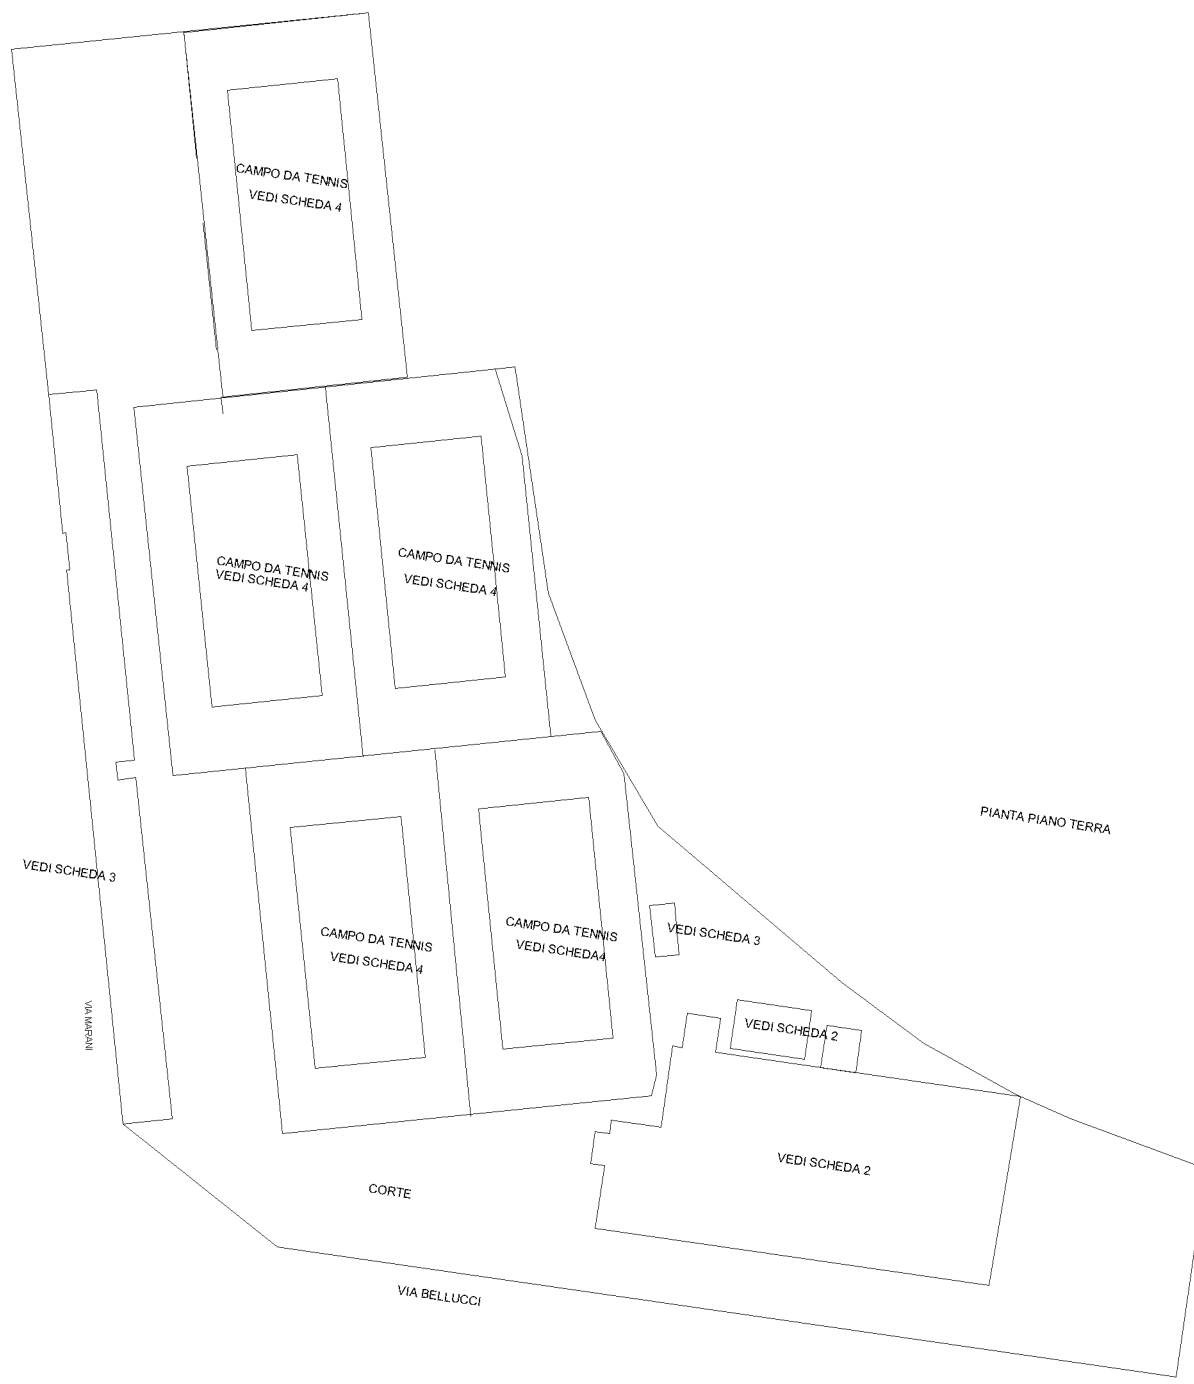 CAMPO DA TENNIS
VEDI SCHEDA 4
CAMPO DA TENNIS
VEDI SCHEDA 4
CAMPO DA TENNIS
VEDI SCHEDA 4
PIANTA PIANO TERRA
VEDI SCHEDA 3
CAMPO DA TENNIS
VEDI SCHEDA 4
CAMPO DA TENNIS
VEDI SCHEDA4
VEDI SCHEDA 3
VIA MARANI
VEDI SCHEDA 2
VEDI SCHEDA 2
CORTE
VIA BELLUCCI